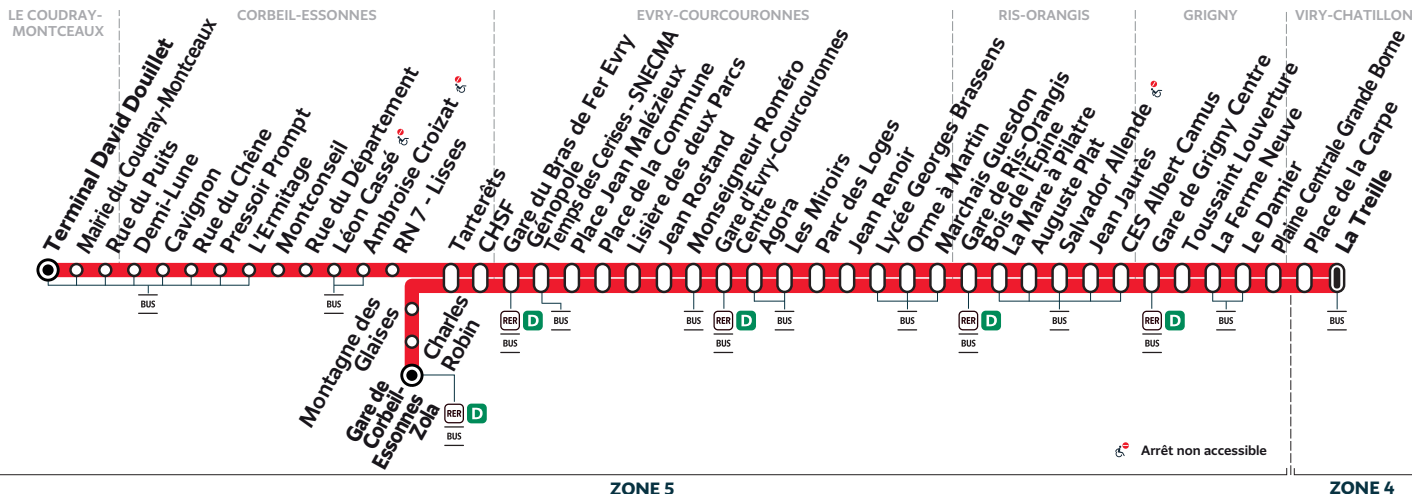 LE COUDRAY-
MONTCEAUX
CORBEIL-ESSONNES
EVRY-COURCOURONNES
RIS-ORANGIS
GRIGNY
VIRY-CHATILLON
Terminal David Douillet
Mairie du Coudray-Montceaux
Rue du Puits
Demi-Lune
Cavignon
Rue du Chêne
Pressoir Prompt
L'Ermitage
Montconseil
Rue du Département
Léon Cassé
Ambroise Croizat
RN 7 - Lisses
Tarterêts
CHSF
Gare du Bras de Fer Evry
Génopole
Temps des Cerises - SNECMA
Place Jean Malézieux
Place de la Commune
Lisière des deux Parcs
Jean Rostand
Monseigneur Roméro
Gare d'Evry-Courcouronnes
Centre
Agora
Les Miroirs
Parc des Loges
Jean Renoir
Lycée Georges Brassens
Orme à Martin
Marchais Guesdon
Gare de Ris-Orangis
Bois de l'Epine
La Mare à Pilatre
Auguste Plat
Salvador Allende
Jean Jaurès
CES Albert Camus
Gare de Grigny Centre
Toussaint Louverture
La Ferme Neuve
Le Damier
Plaine Centrale Grande Borne
Place de la Carpe
La Treille
BUS
BUS
RER D
BUS
BUS
BUS
RER D
BUS
BUS
BUS
RER D
BUS
BUS
RER D
BUS
BUS
BUS
Montagne des
Glaises
Charles
Robin
Gare de
Corbeil-
Essonnes
Zola
RER D
BUS
Arrêt non accessible
ZONE 5
ZONE 4